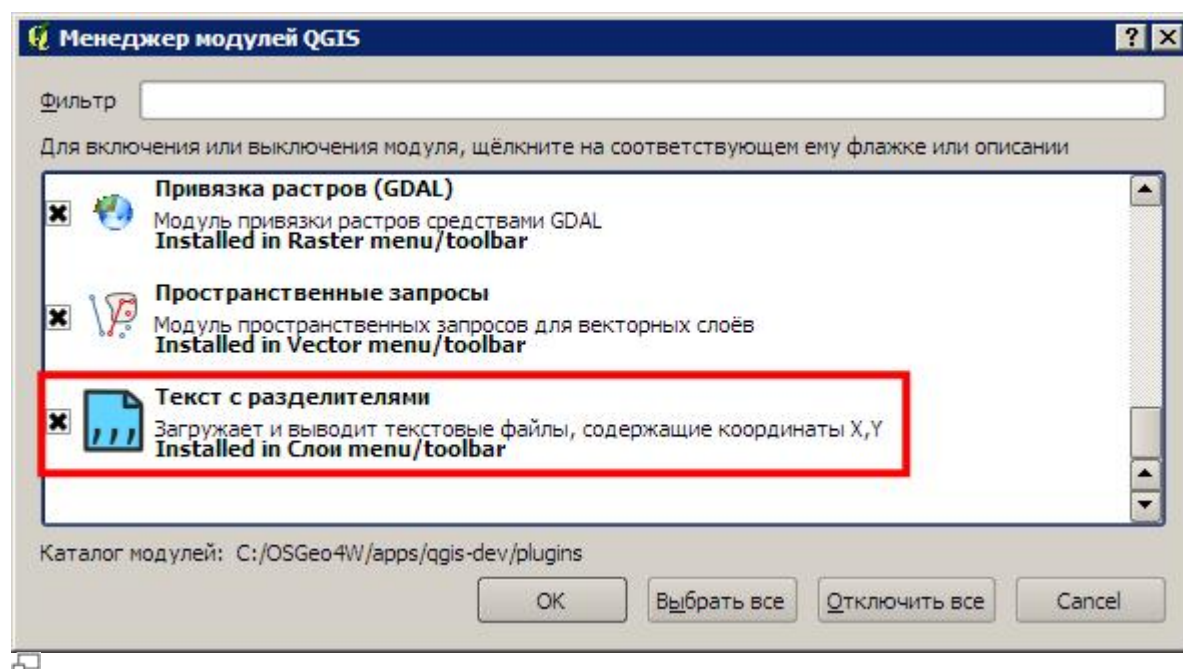 Менеджер модулей QGIS
Фильтр
Для включения или выключения модуля, щёлкните на соответствующем ему флажке или описании
Привязка растров (GDAL)
Модуль привязки растров средствами GDAL
Installed in Raster menu/toolbar
Пространственные запросы
Модуль пространственных запросов для векторных слоёв
Installed in Vector menu/toolbar
Текст с разделителями
Загружает и выводит текстовые файлы, содержащие координаты X,Y
Installed in Слои menu/toolbar
Каталог модулей: C:/OSGeo4W/apps/qgis-dev/plugins
OK Выбрать все Отключить все Cancel